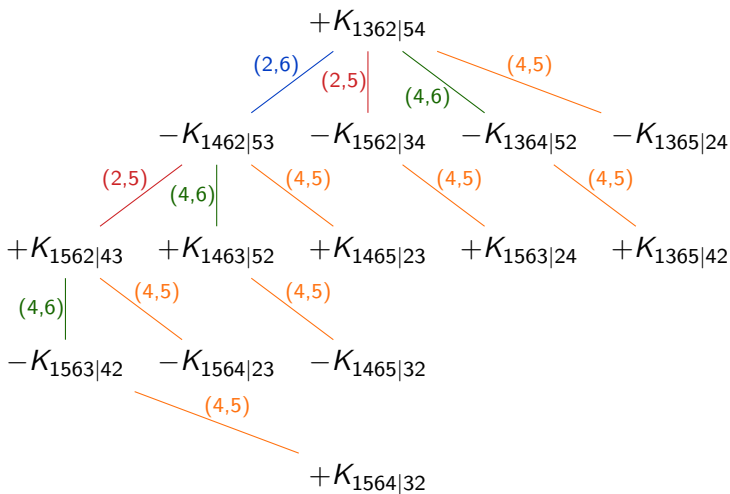 +K1362|54
(2,6) (2,5) (4,6) (4,5)
−K1462|53 −K1562|34 −K1364|52 −K1365|24
(2,5) (4,6) (4,5) (4,5) (4,5)
+K1562|43 +K1463|52 +K1465|23 +K1563|24 +K1365|42
(4,6) (4,5) (4,5)
−K1563|42 −K1564|23 −K1465|32
(4,5)
+K1564|32